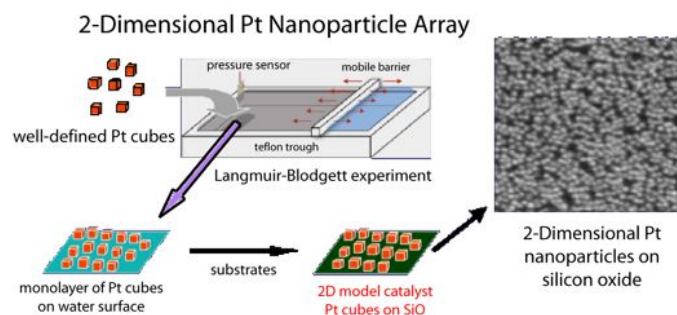 2-Dimensional Pt Nanoparticle Array
pressure sensor
mobile barrier
well-defined Pt cubes
teflon trough
Langmuir-Blodgett experiment
substrates
monolayer of Pt cubes
on water surface
2D model catalyst
Pt cubes on SiO
2-Dimensional Pt
nanoparticles on
silicon oxide